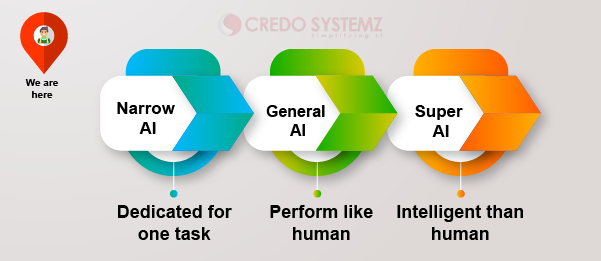 CREDO SYSTEMZ
simplifying IT
We are
here
Narrow
AI
General
AI
Super
AI
Dedicated for
one task
Perform like
human
Intelligent than
human